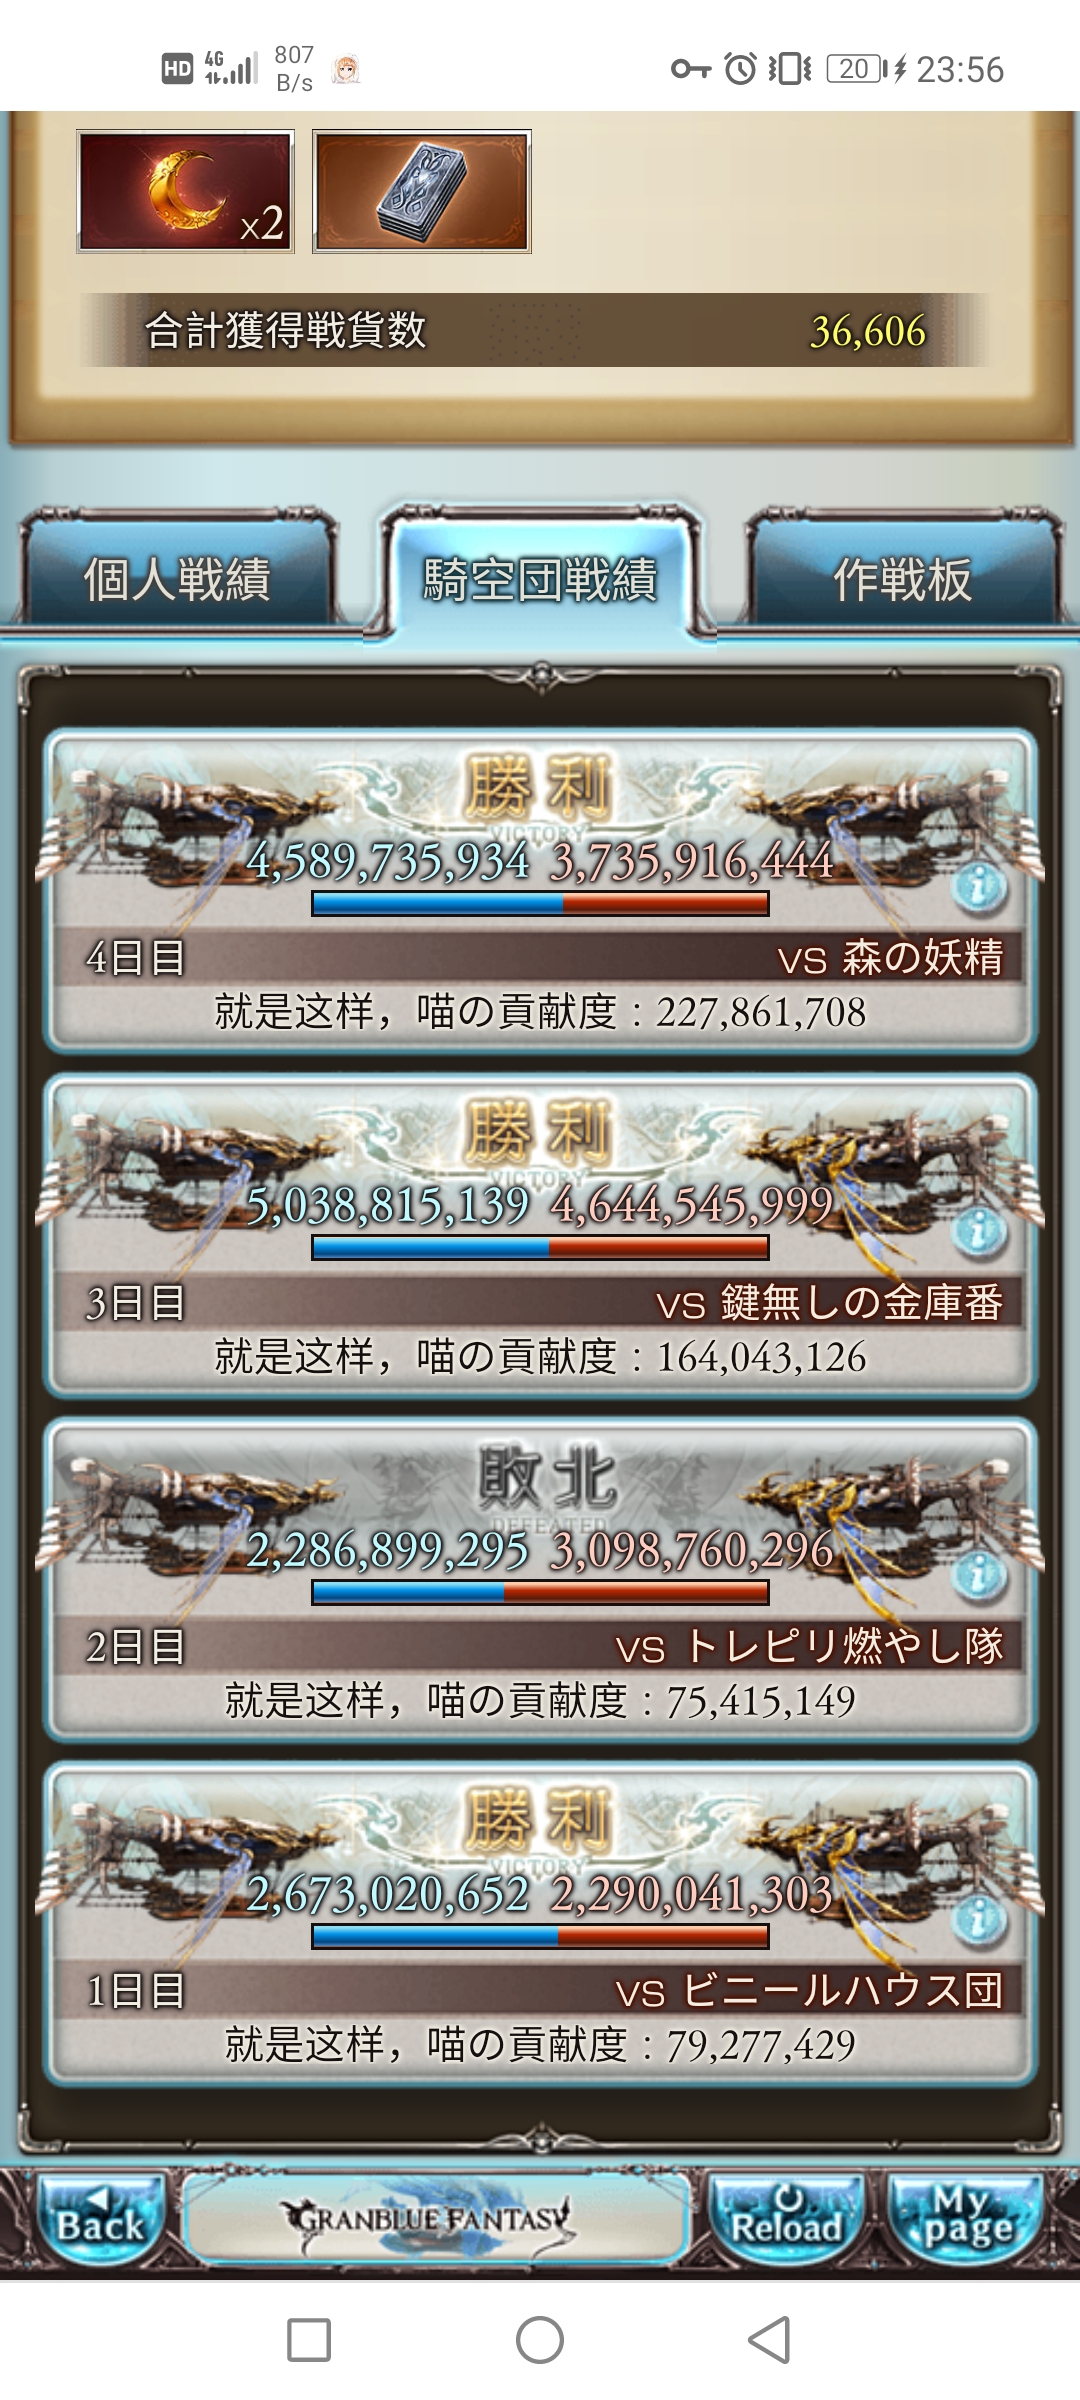 HD 4G 807 B/s 20 23:56
x2
合計獲得戦貨数 36,606
個人戦績 騎空団戦績 作戦板
勝利
VICTORY
4,589,735,934 3,735,916,444
4日目 VS 森の妖精
就是这样，喵の貢献度：227,861,708
勝利
VICTORY
5,038,815,139 4,644,545,999
3日目 VS 鍵無しの金庫番
就是这样，喵の貢献度：164,043,126
敗北
DEFEATED
2,286,899,295 3,098,760,296
2日目 VS トレピリ燃やし隊
就是这样，喵の貢献度：75,415,149
勝利
VICTORY
2,673,020,652 2,290,041,303
1日目 VS ビニールハウス団
就是这样，喵の貢献度：79,277,429
Back GRANBLUE FANTASY Reload My page